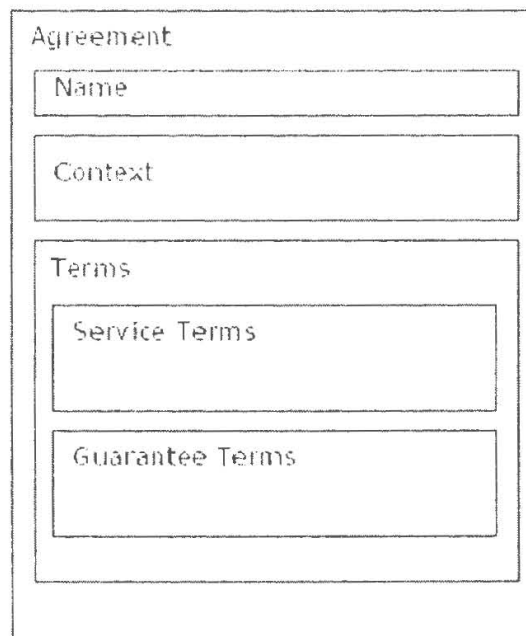 Agreement
Name
Context
Terms
Service Terms
Guarantee Terms